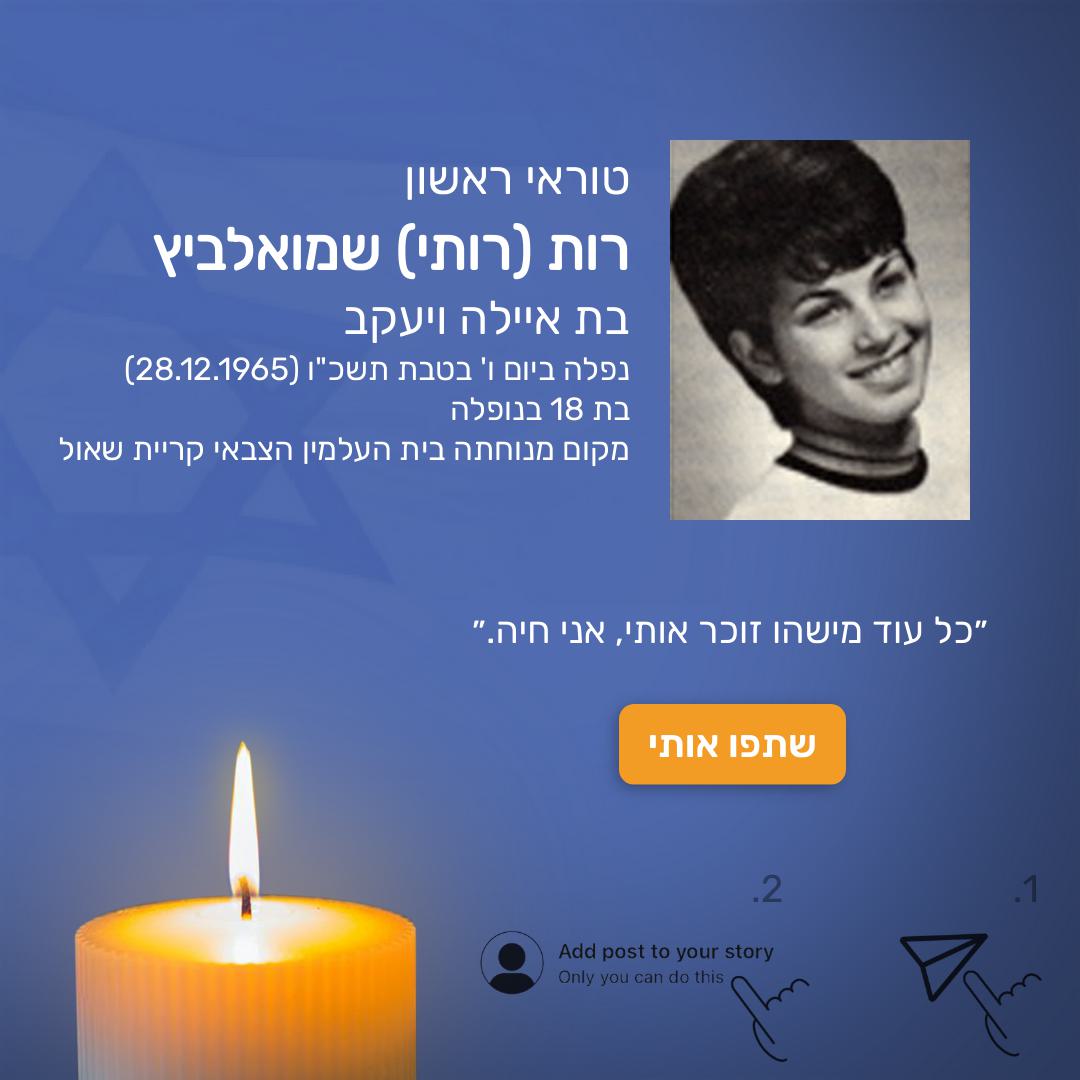 טוראי ראשון
רות (רותי) שמואלביץ
בת איילה ויעקב
נפלה ביום ו' בטבת תשכ"ו (28.12.1965)
בת 18 בנופלה
מקום מנוחתה בית העלמין הצבאי קריית שאול
״כל עוד מישהו זוכר אותי, אני חיה.״
שתפו אותי
1.
2.
Add post to your story
Only you can do this